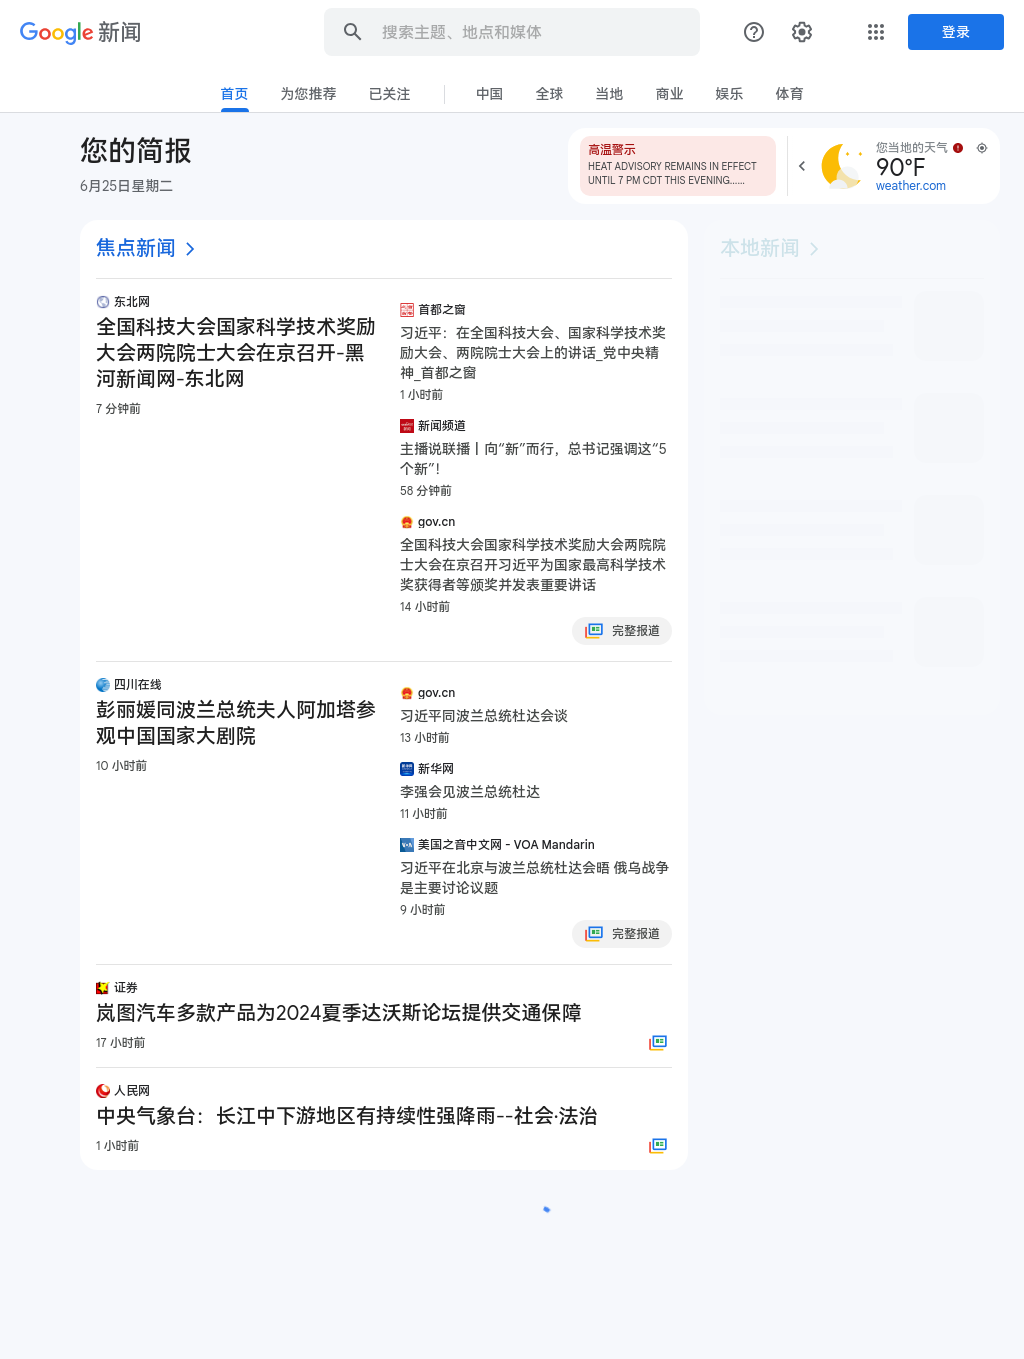 Google 新闻
搜索主题、地点和媒体
登录
首页
为您推荐
已关注
中国
全球
当地
商业
娱乐
体育
您的简报
6月25日星期二
高温警示
HEAT ADVISORY REMAINS IN EFFECT
UNTIL 7 PM CDT THIS EVENING......
您当地的天气
90°F
weather.com
焦点新闻
东北网
全国科技大会国家科学技术奖励
大会两院院士大会在京召开-黑
河新闻网-东北网
7 分钟前
首都之窗
习近平：在全国科技大会、国家科学技术奖
励大会、两院院士大会上的讲话_党中央精
神_首都之窗
1 小时前
新闻频道
主播说联播丨向“新”而行，总书记强调这“5
个新”！
58 分钟前
gov.cn
全国科技大会国家科学技术奖励大会两院院
士大会在京召开习近平为国家最高科学技术
奖获得者等颁奖并发表重要讲话
14 小时前
完整报道
四川在线
彭丽媛同波兰总统夫人阿加塔参
观中国国家大剧院
10 小时前
gov.cn
习近平同波兰总统杜达会谈
13 小时前
新华网
李强会见波兰总统杜达
11 小时前
美国之音中文网 - VOA Mandarin
习近平在北京与波兰总统杜达会晤 俄乌战争
是主要讨论议题
9 小时前
完整报道
证券
岚图汽车多款产品为2024夏季达沃斯论坛提供交通保障
17 小时前
人民网
中央气象台：长江中下游地区有持续性强降雨--社会·法治
1 小时前
本地新闻